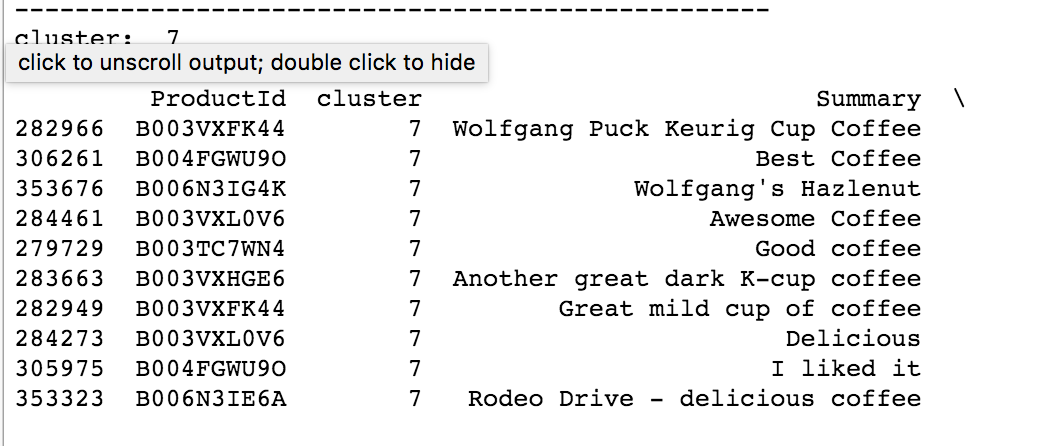 --------------------------------------------------
cluster:  7
click to unscroll output; double click to hide
ProductId  cluster  Summary  \
282966  B003VXFK44  7  Wolfgang Puck Keurig Cup Coffee
306261  B004FGWU9O  7  Best Coffee
353676  B006N3IG4K  7  Wolfgang's Hazlenut
284461  B003VXL0V6  7  Awesome Coffee
279729  B003TC7WN4  7  Good coffee
283663  B003VXHGE6  7  Another great dark K-cup coffee
282949  B003VXFK44  7  Great mild cup of coffee
284273  B003VXL0V6  7  Delicious
305975  B004FGWU9O  7  I liked it
353323  B006N3IE6A  7  Rodeo Drive - delicious coffee